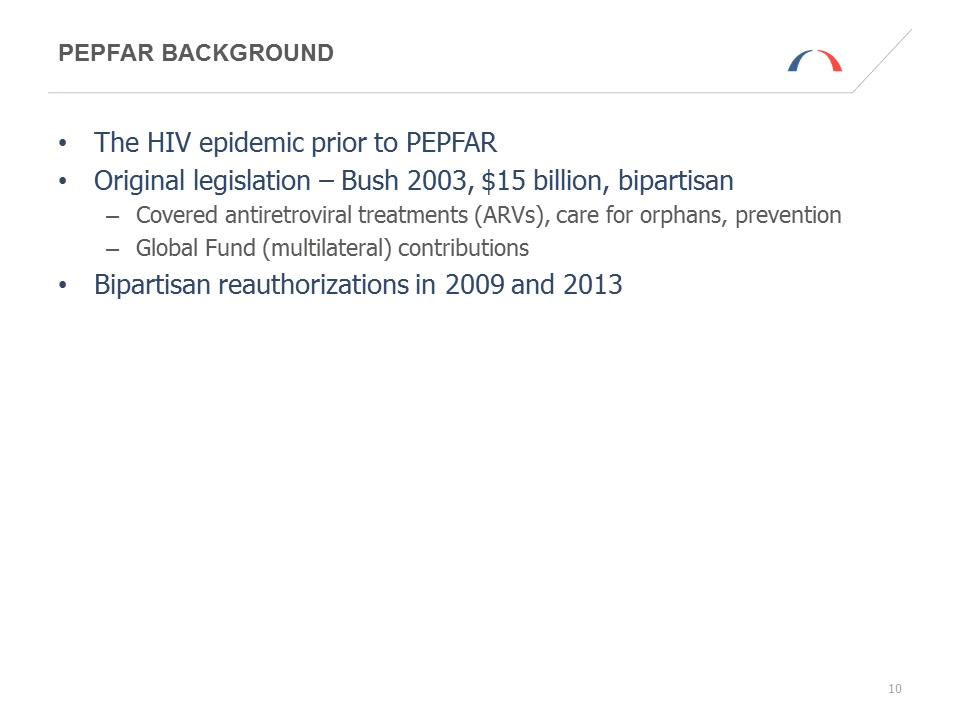 PEPFAR BACKGROUND
• The HIV epidemic prior to PEPFAR
• Original legislation – Bush 2003, $15 billion, bipartisan
– Covered antiretroviral treatments (ARVs), care for orphans, prevention
– Global Fund (multilateral) contributions
• Bipartisan reauthorizations in 2009 and 2013
10